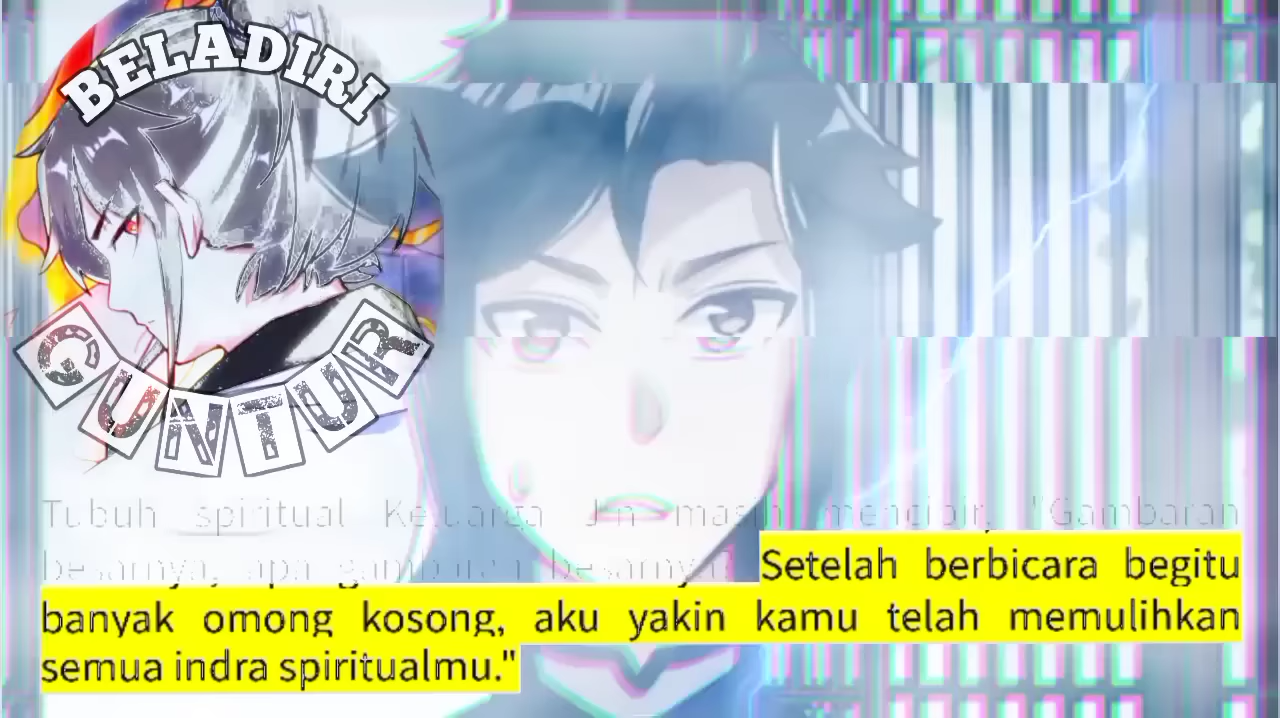 BELADIRI
GUNTUR
Tubuh spiritual Keluarga Jin masih mencibir, "Gambaran
besarnya, apa gambaran besarnya? Setelah berbicara begitu
banyak omong kosong, aku yakin kamu telah memulihkan
semua indra spiritualmu."